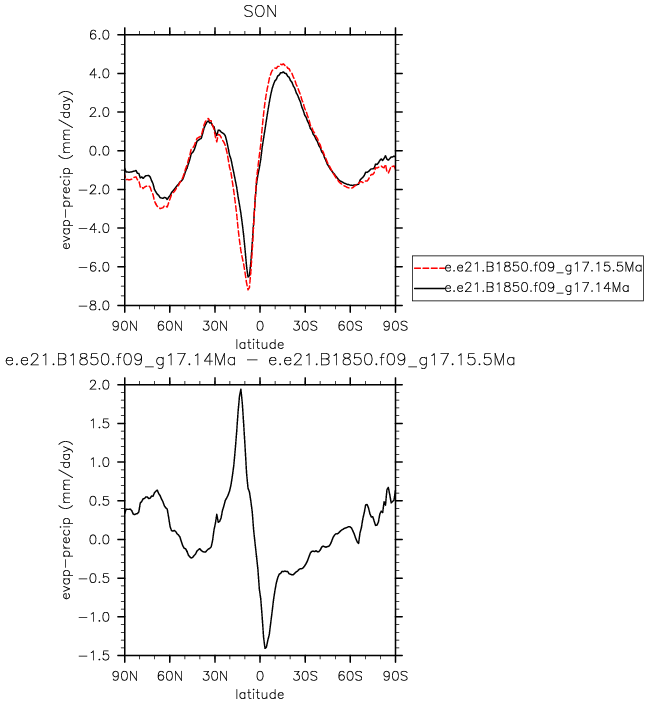 SON
6.0
4.0
2.0
0.0
−2.0
−4.0
−6.0
−8.0
evap−precip (mm/day)
90N 60N 30N 0 30S 60S 90S
latitude
e.e21.B1850.f09_g17.15.5Ma
e.e21.B1850.f09_g17.14Ma
e.e21.B1850.f09_g17.14Ma − e.e21.B1850.f09_g17.15.5Ma
2.0
1.5
1.0
0.5
0.0
−0.5
−1.0
−1.5
evap−precip (mm/day)
90N 60N 30N 0 30S 60S 90S
latitude